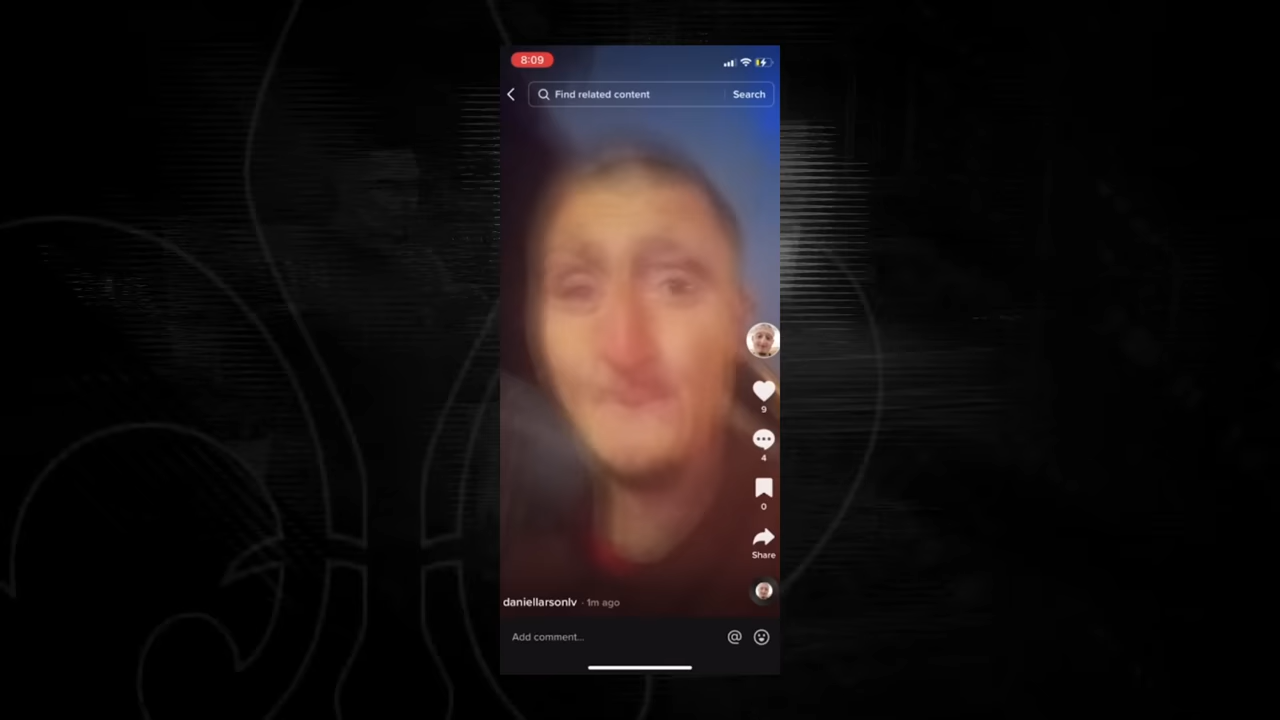 8:09
Find related content Search
9
4
0
Share
daniellarsonlv · 1m ago
Add comment...